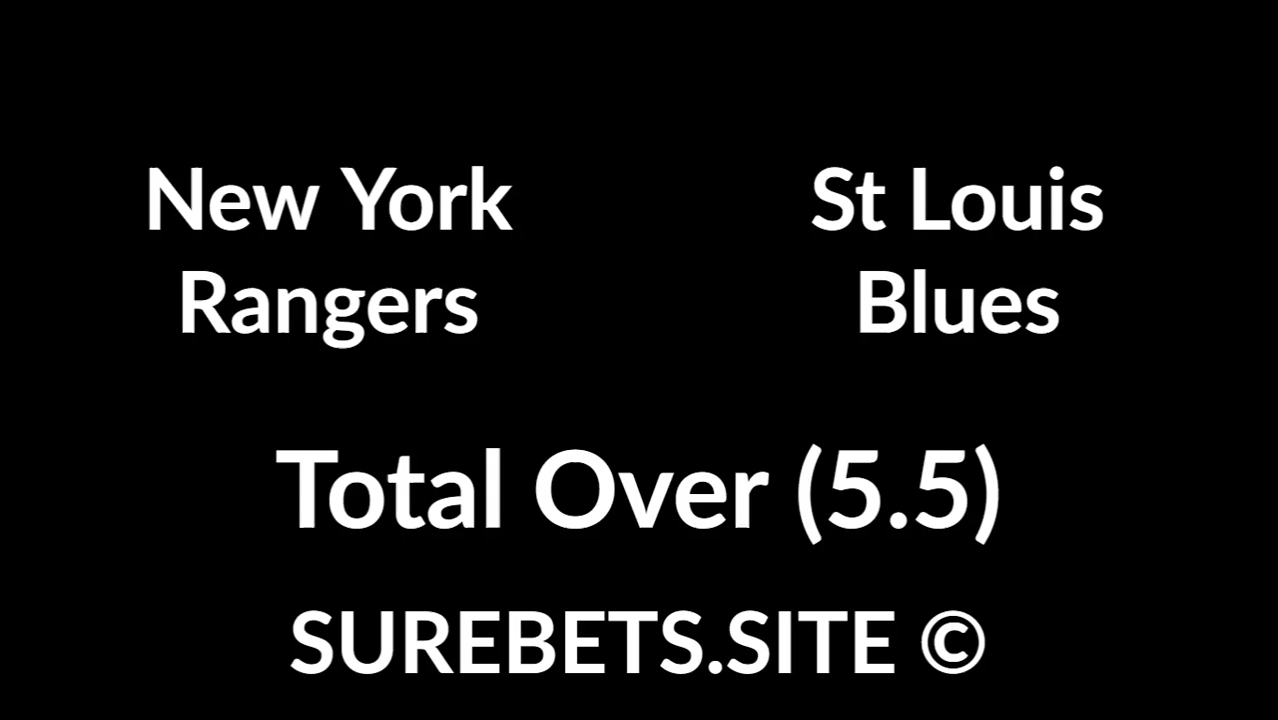 New York
Rangers
St Louis
Blues
Total Over (5.5)
SUREBETS.SITE ©